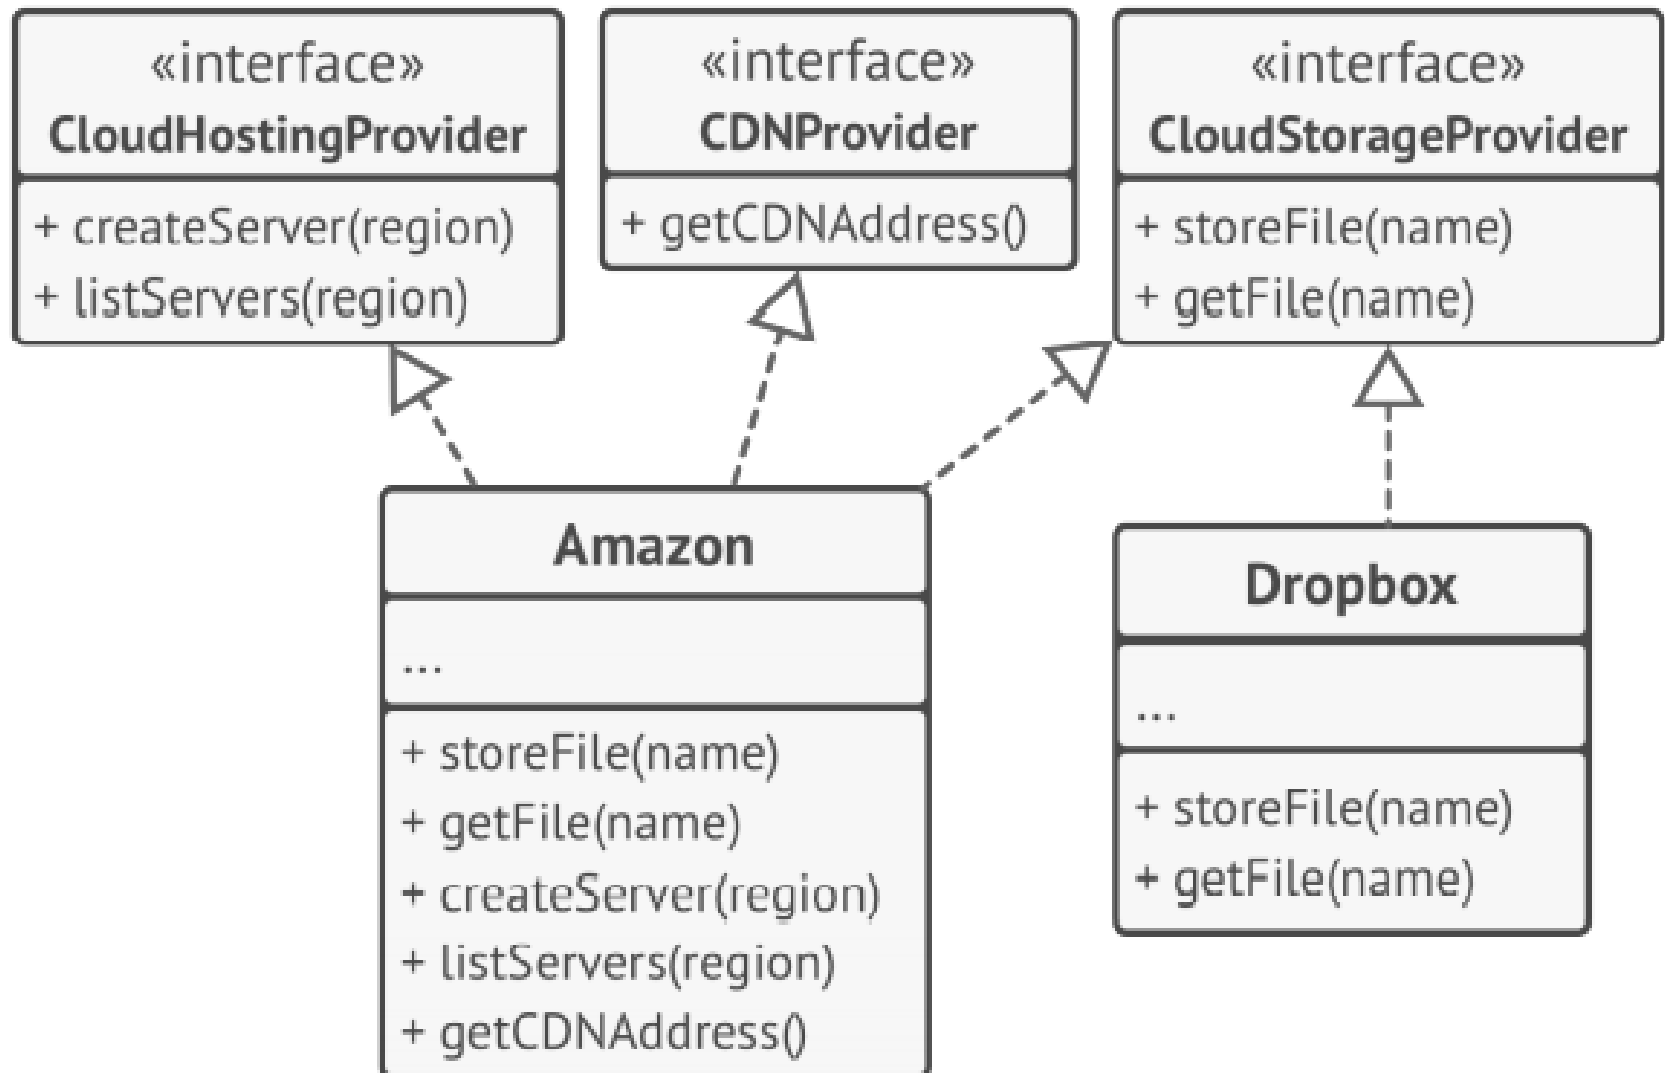 «interface»
CloudHostingProvider
+ createServer(region)
+ listServers(region)
«interface»
CDNProvider
+ getCDNAddress()
«interface»
CloudStorageProvider
+ storeFile(name)
+ getFile(name)
Amazon
...
+ storeFile(name)
+ getFile(name)
+ createServer(region)
+ listServers(region)
+ getCDNAddress()
Dropbox
...
+ storeFile(name)
+ getFile(name)